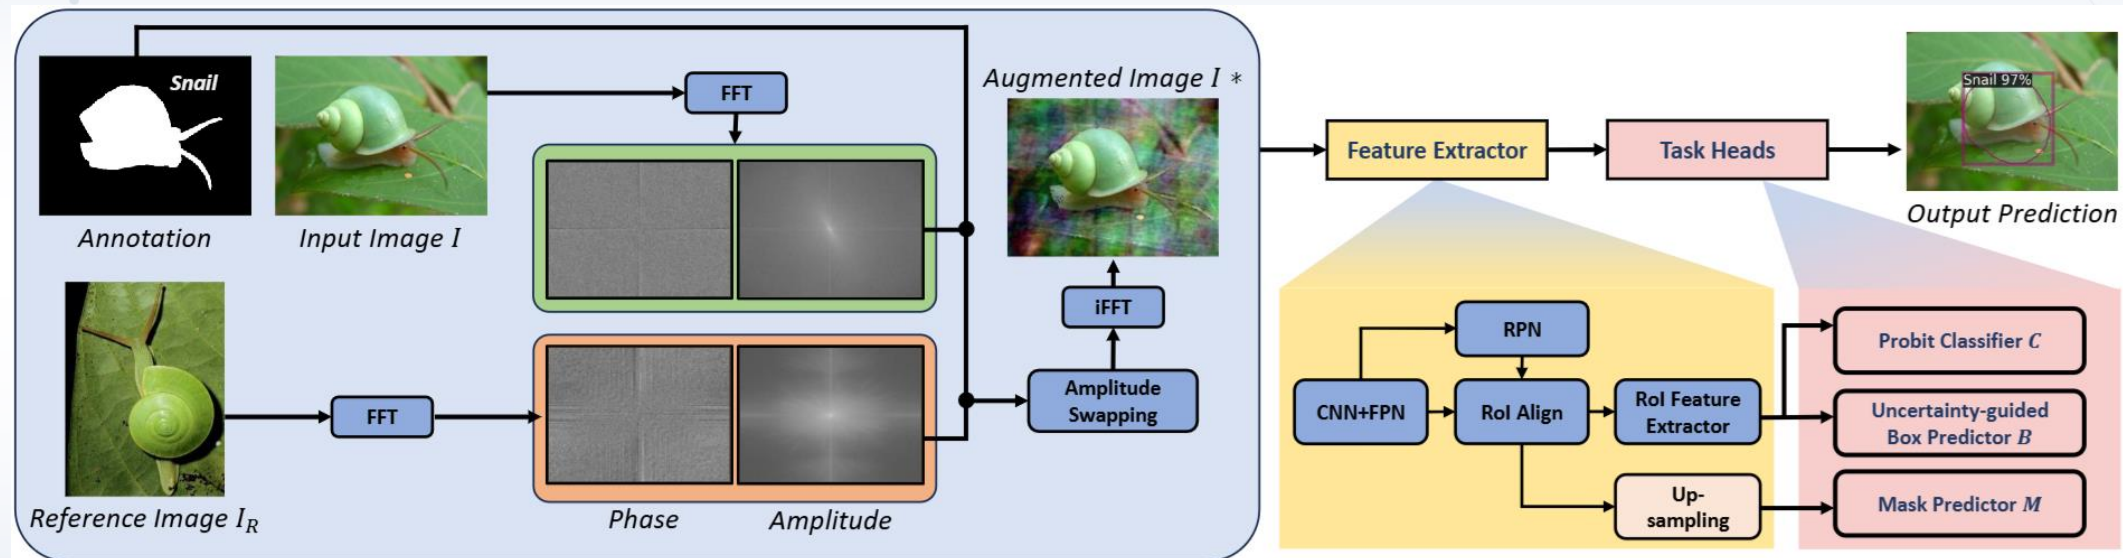 Snail
Annotation
Input Image I
FFT
Reference Image I_R
FFT
Phase
Amplitude
Augmented Image I *
iFFT
Amplitude
Swapping
Feature Extractor
Task Heads
Snail 97%
Output Prediction
RPN
CNN+FPN
RoI Align
RoI Feature
Extractor
Up-
sampling
Probit Classifier C
Uncertainty-guided
Box Predictor B
Mask Predictor M